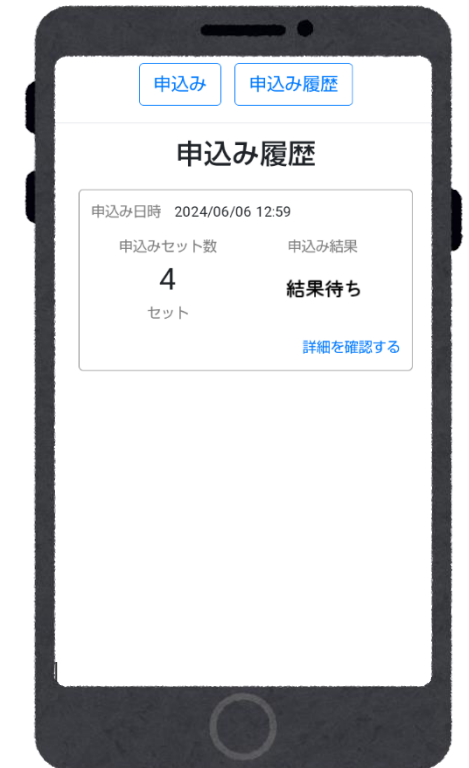 申込み 申込み履歴
申込み履歴
申込み日時 2024/06/06 12:59
申込みセット数 申込み結果
4 結果待ち
セット
詳細を確認する